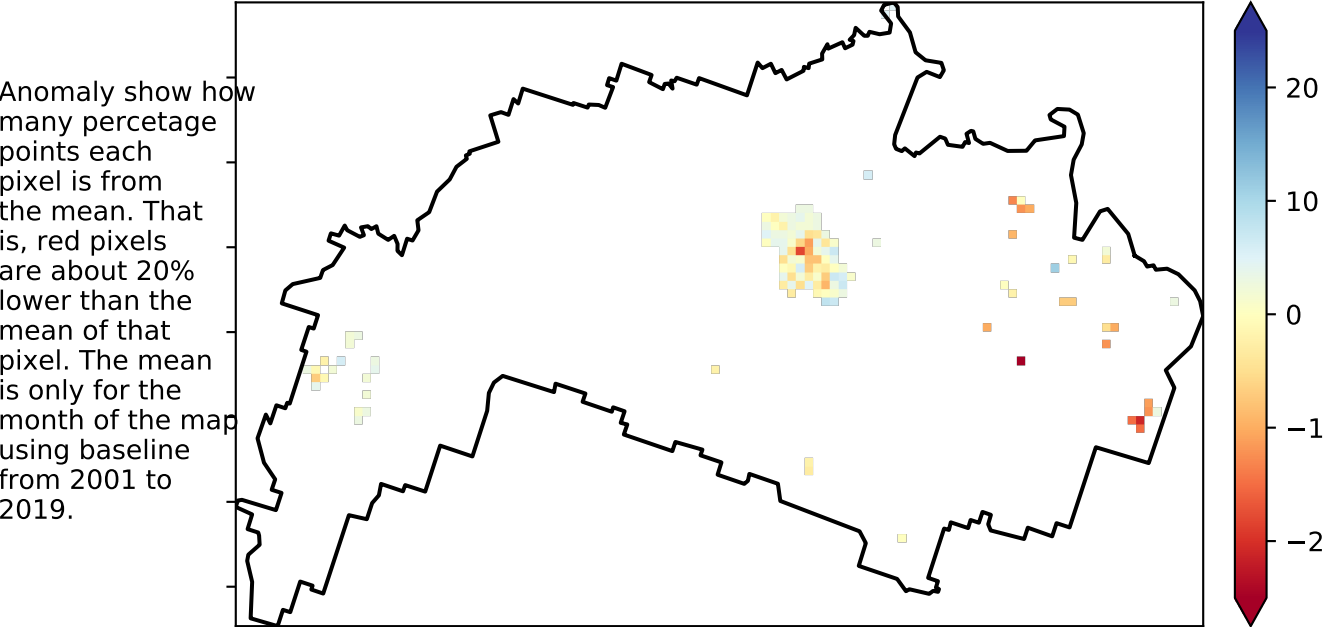 Anomaly show how
many percetage
points each
pixel is from
the mean. That
is, red pixels
are about 20%
lower than the
mean of that
pixel. The mean
is only for the
month of the map
using baseline
from 2001 to
2019.
20
10
0
−1
−2